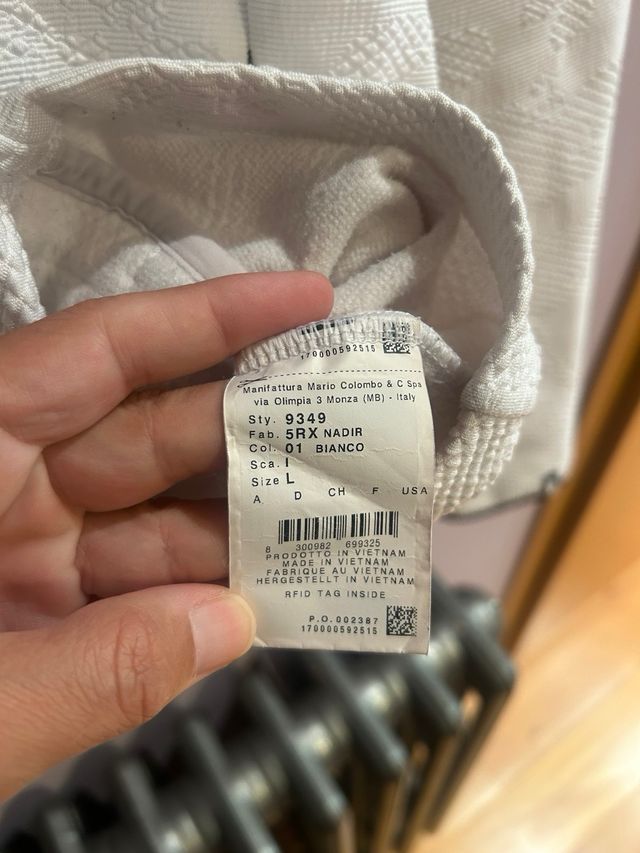 170000592515
Manifattura Mario Colombo & C Spa
via Olimpia 3 Monza (MB) - Italy
Sty. 9349
Fab. 5RX NADIR
Col. 01 BIANCO
Sca. I
Size L
A D CH F USA
8 300982 699325
PRODOTTO IN VIETNAM
MADE IN VIETNAM
FABRIQUE AU VIETNAM
HERGESTELLT IN VIETNAM
RFID TAG INSIDE
P.O. 002387
170000592515